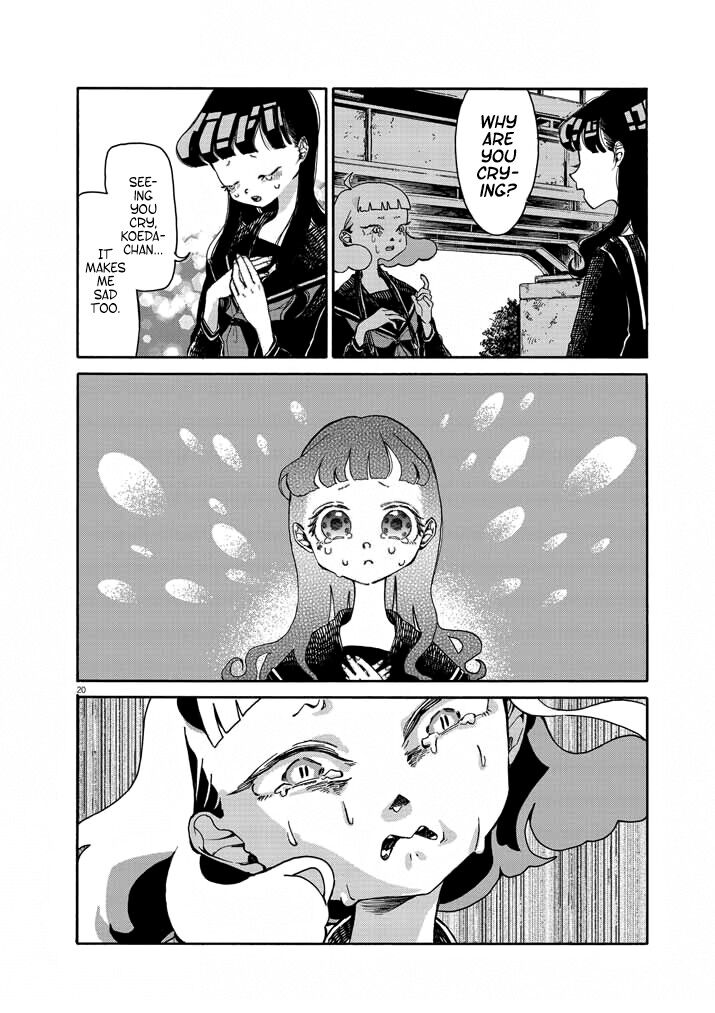 WHY
ARE
YOU
CRY-
ING?
SEE-
ING
YOU
CRY,
KOEDA-
CHAN...
IT
MAKES
ME
SAD
TOO.
20